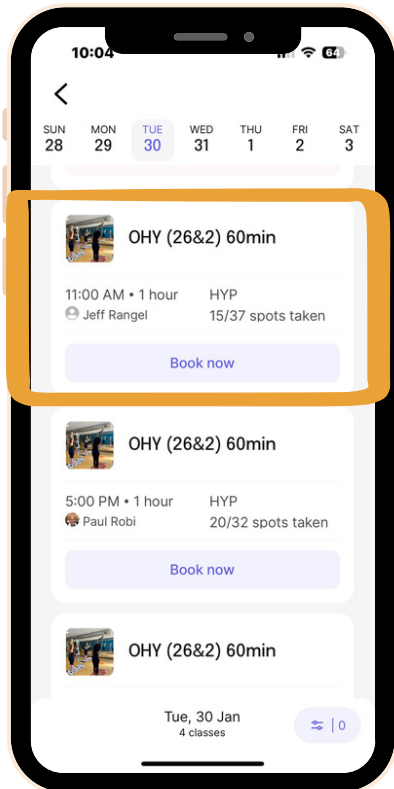 10:04
64
SUN MON TUE WED THU FRI SAT
28 29 30 31 1 2 3
OHY (26&2) 60min
11:00 AM • 1 hour HYP
Jeff Rangel 15/37 spots taken
Book now
OHY (26&2) 60min
5:00 PM • 1 hour HYP
Paul Robi 20/32 spots taken
Book now
OHY (26&2) 60min
Tue, 30 Jan
4 classes
0